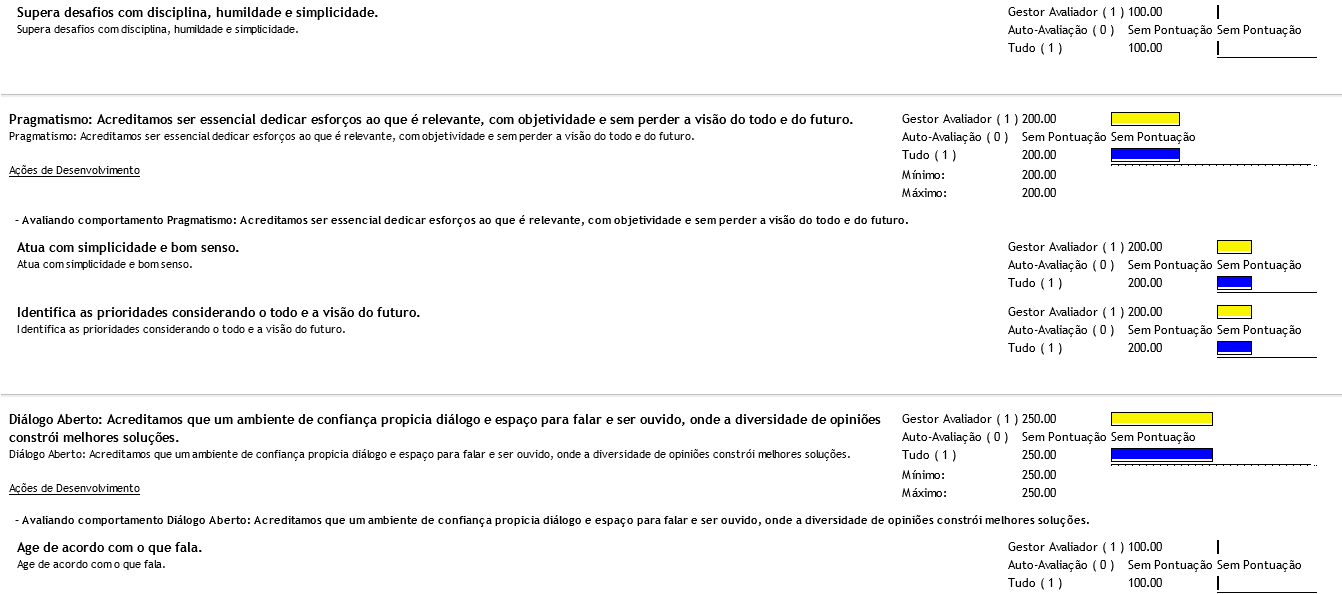 Supera desafios com disciplina, humildade e simplicidade.
Gestor Avaliador ( 1 ) 100.00
Supera desafios com disciplina, humildade e simplicidade.
Auto-Avaliação ( 0 ) Sem Pontuação Sem Pontuação
Tudo ( 1 ) 100.00
Pragmatismo: Acreditamos ser essencial dedicar esforços ao que é relevante, com objetividade e sem perder a visão do todo e do futuro.
Gestor Avaliador ( 1 ) 200.00
Pragmatismo: Acreditamos ser essencial dedicar esforços ao que é relevante, com objetividade e sem perder a visão do todo e do futuro.
Auto-Avaliação ( 0 ) Sem Pontuação Sem Pontuação
Tudo ( 1 ) 200.00
Ações de Desenvolvimento
Mínimo: 200.00
Máximo: 200.00
- Avaliando comportamento Pragmatismo: Acreditamos ser essencial dedicar esforços ao que é relevante, com objetividade e sem perder a visão do todo e do futuro.
Atua com simplicidade e bom senso.
Gestor Avaliador ( 1 ) 200.00
Atua com simplicidade e bom senso.
Auto-Avaliação ( 0 ) Sem Pontuação Sem Pontuação
Tudo ( 1 ) 200.00
Identifica as prioridades considerando o todo e a visão do futuro.
Gestor Avaliador ( 1 ) 200.00
Identifica as prioridades considerando o todo e a visão do futuro.
Auto-Avaliação ( 0 ) Sem Pontuação Sem Pontuação
Tudo ( 1 ) 200.00
Diálogo Aberto: Acreditamos que um ambiente de confiança propicia diálogo e espaço para falar e ser ouvido, onde a diversidade de opiniões
constrói melhores soluções.
Gestor Avaliador ( 1 ) 250.00
Auto-Avaliação ( 0 ) Sem Pontuação Sem Pontuação
Diálogo Aberto: Acreditamos que um ambiente de confiança propicia diálogo e espaço para falar e ser ouvido, onde a diversidade de opiniões constrói melhores soluções.
Tudo ( 1 ) 250.00
Mínimo: 250.00
Ações de Desenvolvimento
Máximo: 250.00
- Avaliando comportamento Diálogo Aberto: Acreditamos que um ambiente de confiança propicia diálogo e espaço para falar e ser ouvido, onde a diversidade de opiniões constrói melhores soluções.
Age de acordo com o que fala.
Gestor Avaliador ( 1 ) 100.00
Age de acordo com o que fala.
Auto-Avaliação ( 0 ) Sem Pontuação Sem Pontuação
Tudo ( 1 ) 100.00